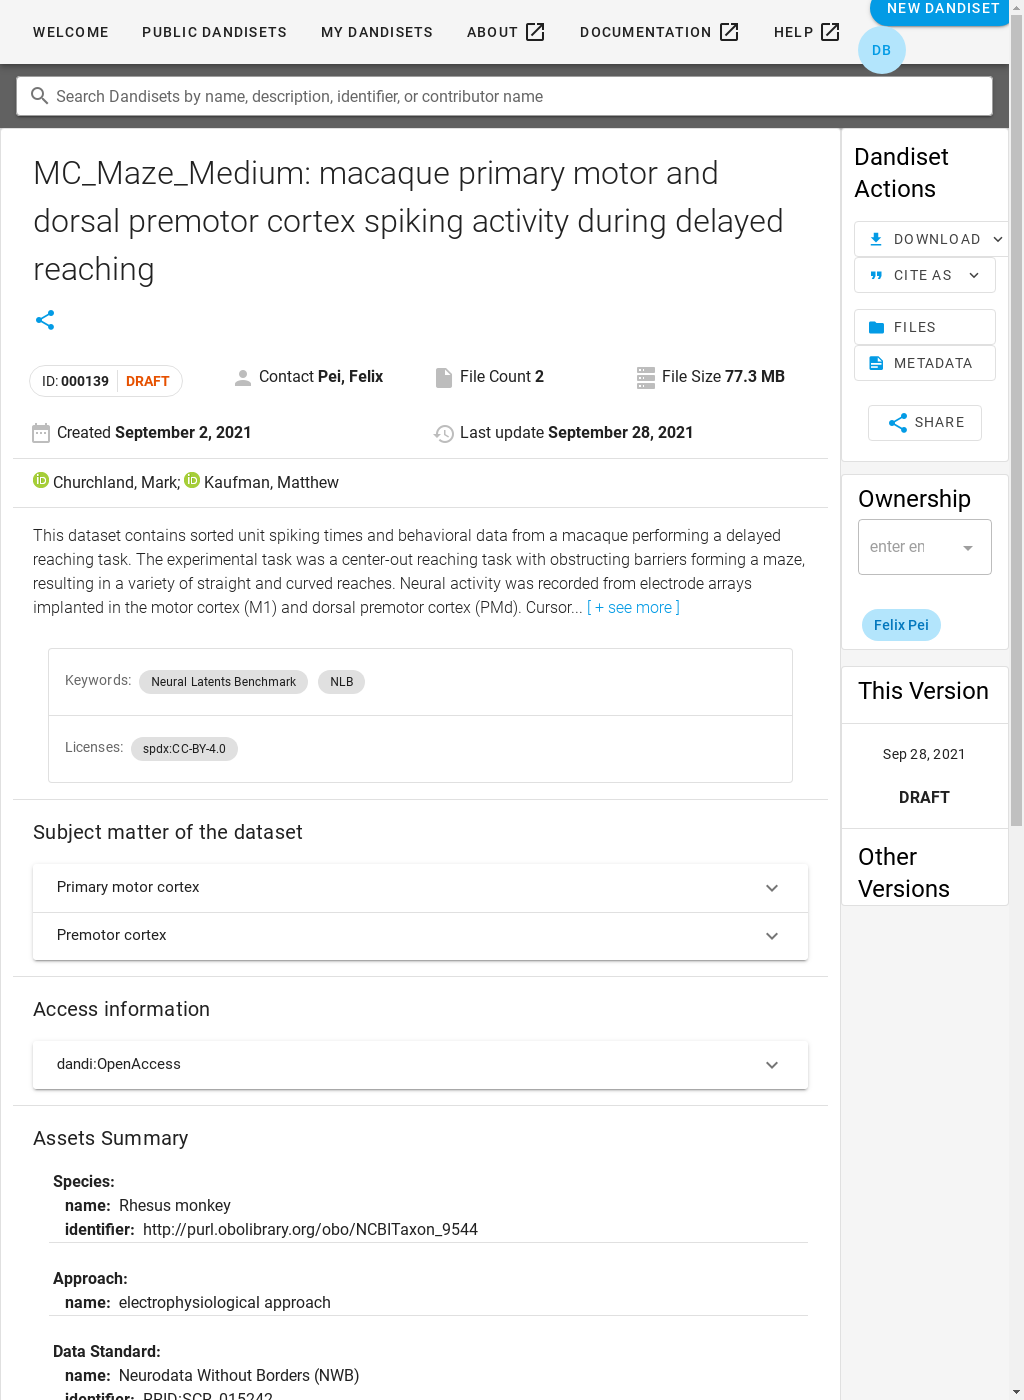 WELCOME PUBLIC DANDISETS MY DANDISETS ABOUT DOCUMENTATION HELP NEW DANDISET
DB
Search Dandisets by name, description, identifier, or contributor name
MC_Maze_Medium: macaque primary motor and
dorsal premotor cortex spiking activity during delayed
reaching
ID: 000139 DRAFT Contact Pei, Felix File Count 2 File Size 77.3 MB
Created September 2, 2021 Last update September 28, 2021
iD Churchland, Mark; iD Kaufman, Matthew
This dataset contains sorted unit spiking times and behavioral data from a macaque performing a delayed
reaching task. The experimental task was a center-out reaching task with obstructing barriers forming a maze,
resulting in a variety of straight and curved reaches. Neural activity was recorded from electrode arrays
implanted in the motor cortex (M1) and dorsal premotor cortex (PMd). Cursor... [ + see more ]
Keywords: Neural Latents Benchmark NLB
Licenses: spdx:CC-BY-4.0
Subject matter of the dataset
Primary motor cortex
Premotor cortex
Access information
dandi:OpenAccess
Assets Summary
Species:
name: Rhesus monkey
identifier: http://purl.obolibrary.org/obo/NCBITaxon_9544
Approach:
name: electrophysiological approach
Data Standard:
name: Neurodata Without Borders (NWB)
identifier: RRID:SCR_015242
Dandiset
Actions
DOWNLOAD
CITE AS
FILES
METADATA
SHARE
Ownership
enter en
Felix Pei
This Version
Sep 28, 2021
DRAFT
Other
Versions